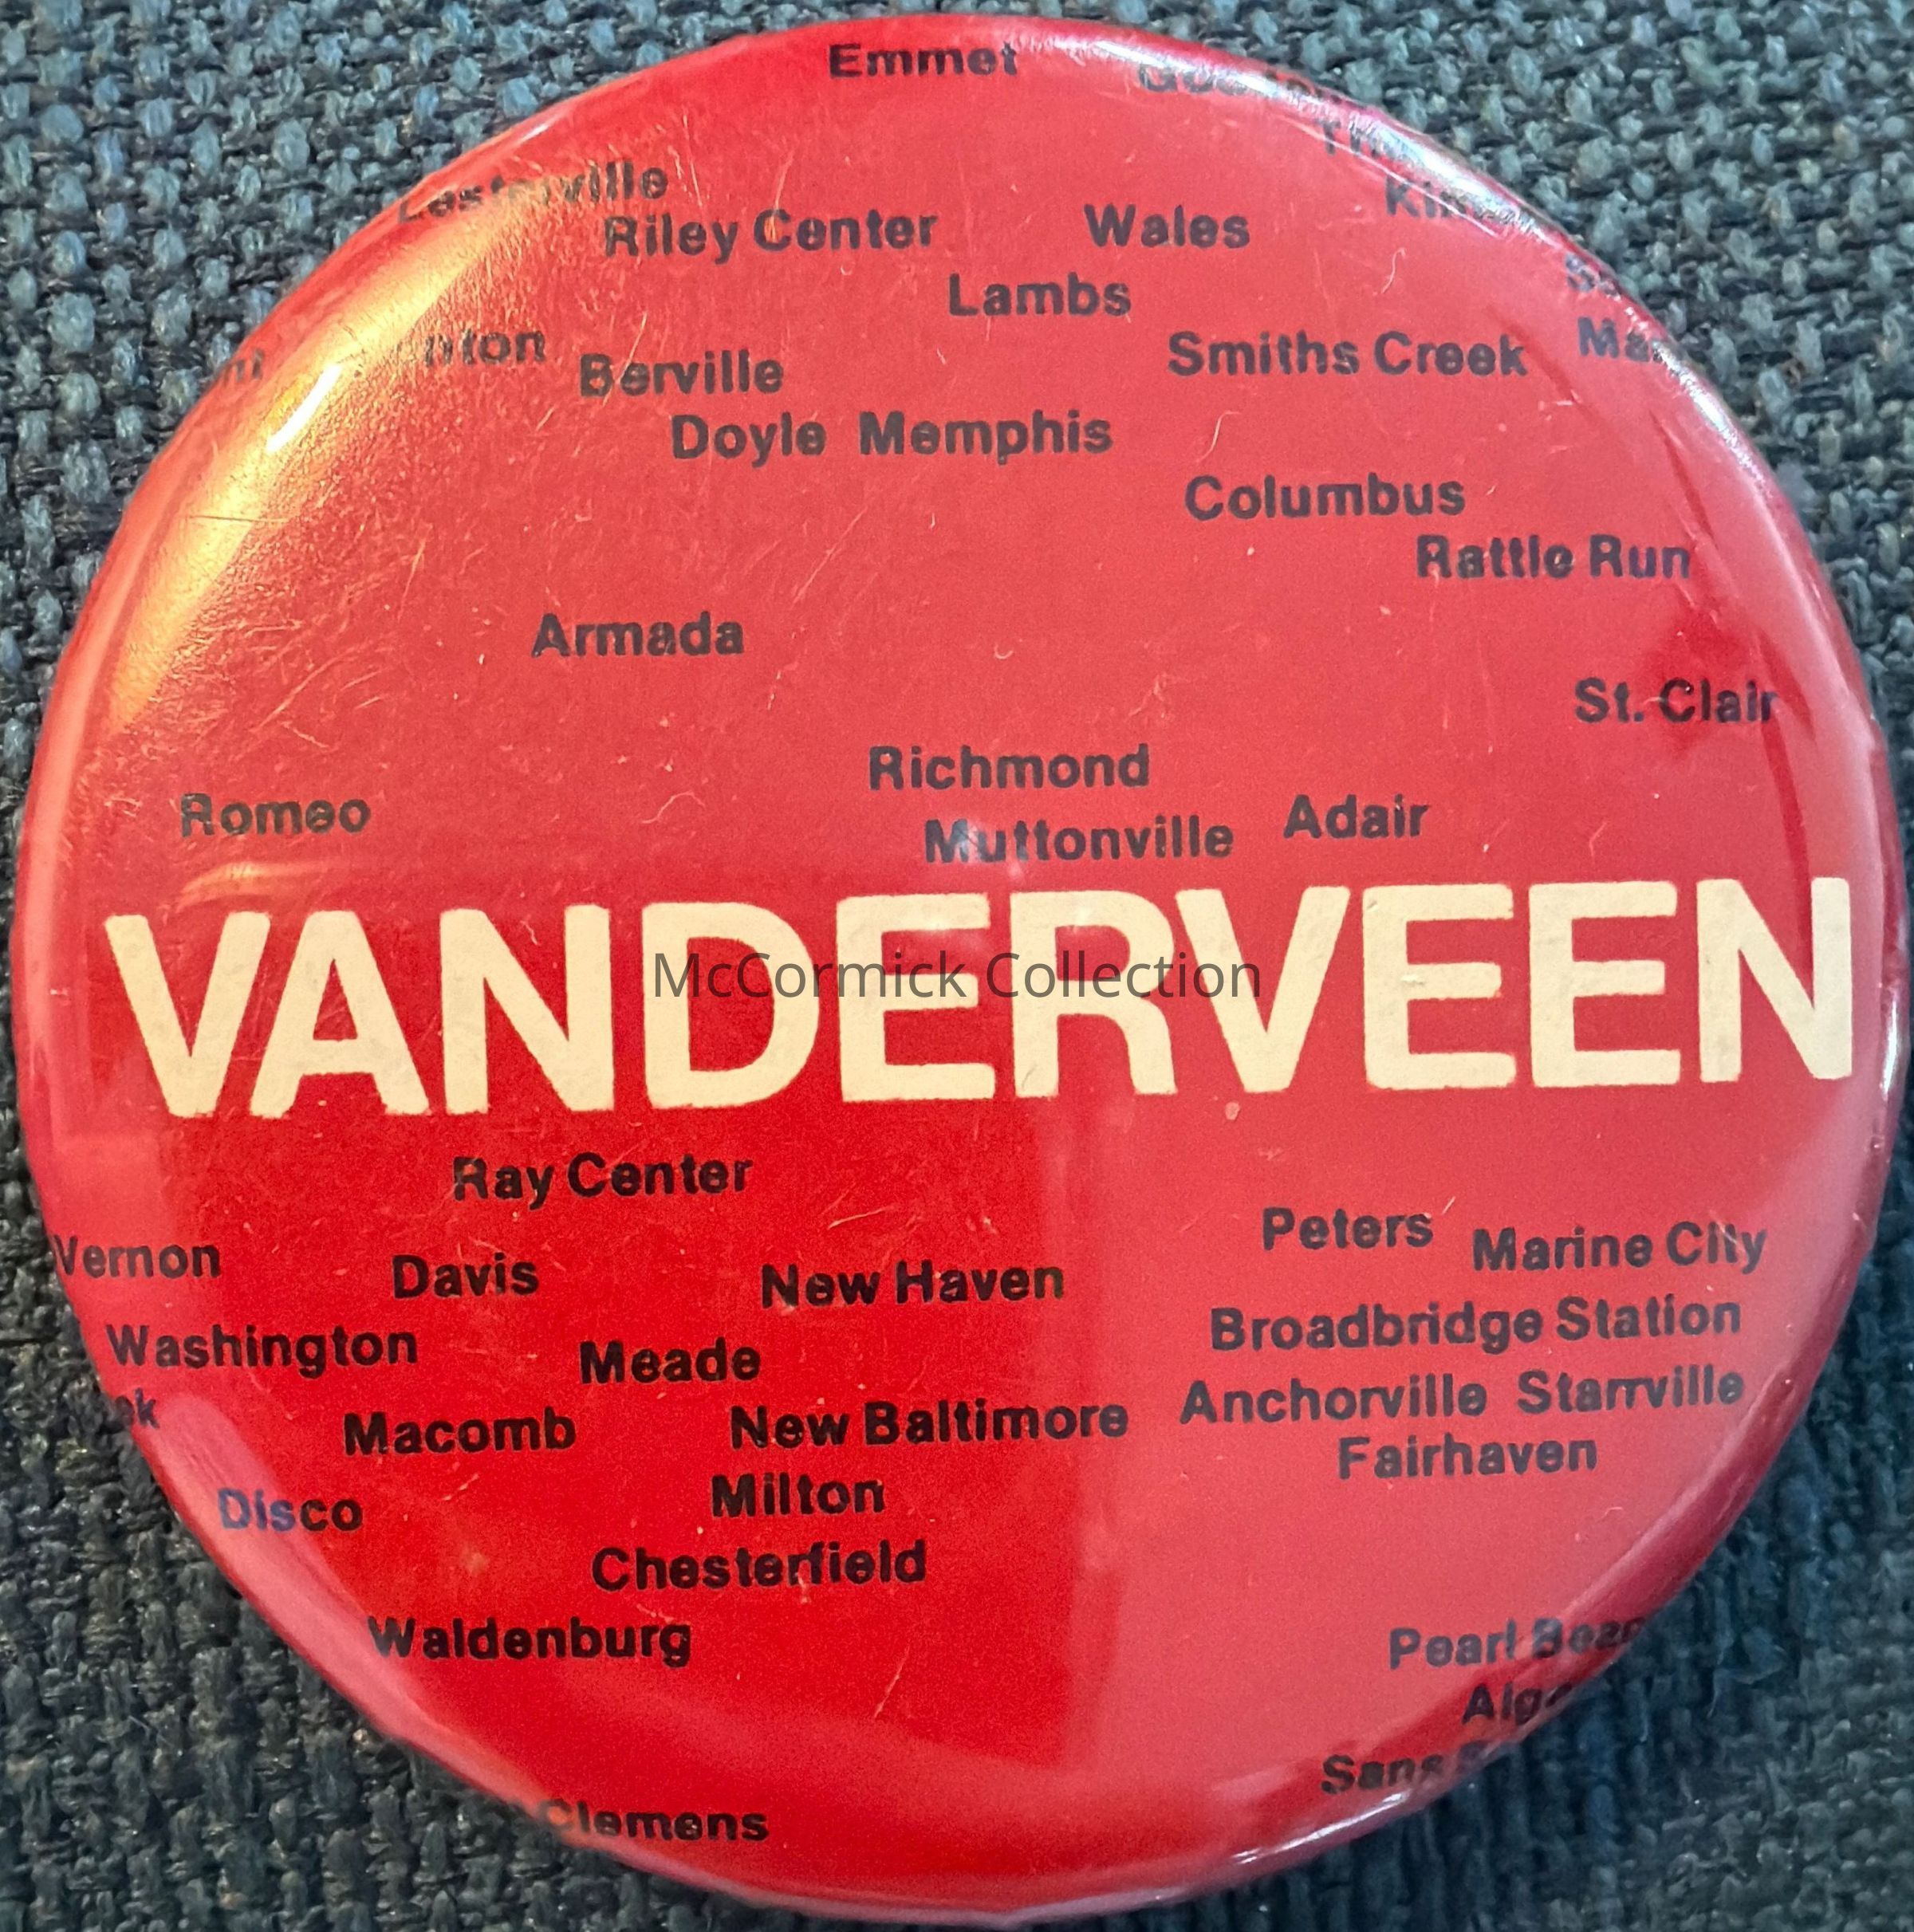 Emmet
Riley Center
Wales
Lambs
Berville
Smiths Creek
Doyle Memphis
Columbus
Rattle Run
Armada
St. Clair
Richmond
Romeo
Muttonville
Adair
VANDERVEEN
McCormick Collection
Ray Center
Peters
Marine City
Vernon
Davis
New Haven
Broadbridge Station
Washington
Meade
Anchorville Starrville
Macomb
New Baltimore
Fairhaven
Milton
Disco
Chesterfield
Waldenburg
Pearl
Sans
Clemens